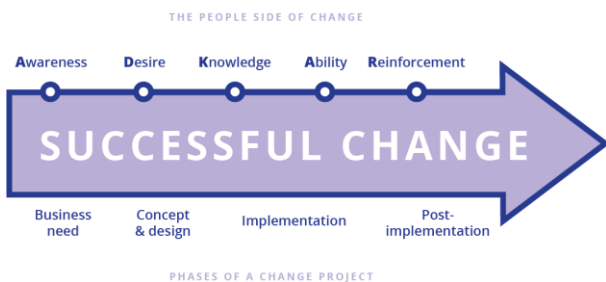 THE PEOPLE SIDE OF CHANGE
Awareness Desire Knowledge Ability Reinforcement
SUCCESSFUL CHANGE
Business need
Concept & design
Implementation
Post-implementation
PHASES OF A CHANGE PROJECT